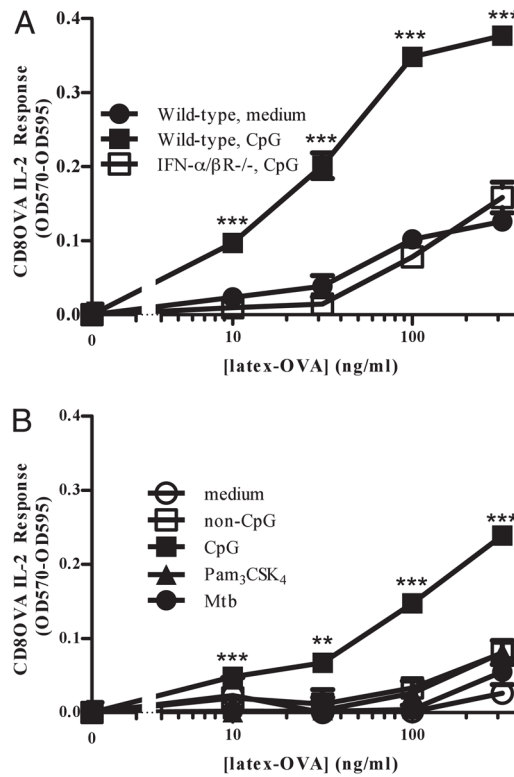 A
CD8OVA IL-2 Response
(OD570-OD595)
0.4
0.3
0.2
0.1
0.0
***
***
***
***
Wild-type, medium
Wild-type, CpG
IFN-α/βR-/-, CpG
0
10
100
[latex-OVA] (ng/ml)
B
CD8OVA IL-2 Response
(OD570-OD595)
0.4
0.3
0.2
0.1
0.0
medium
non-CpG
CpG
Pam3CSK4
Mtb
***
**
***
***
0
10
100
[latex-OVA] (ng/ml)